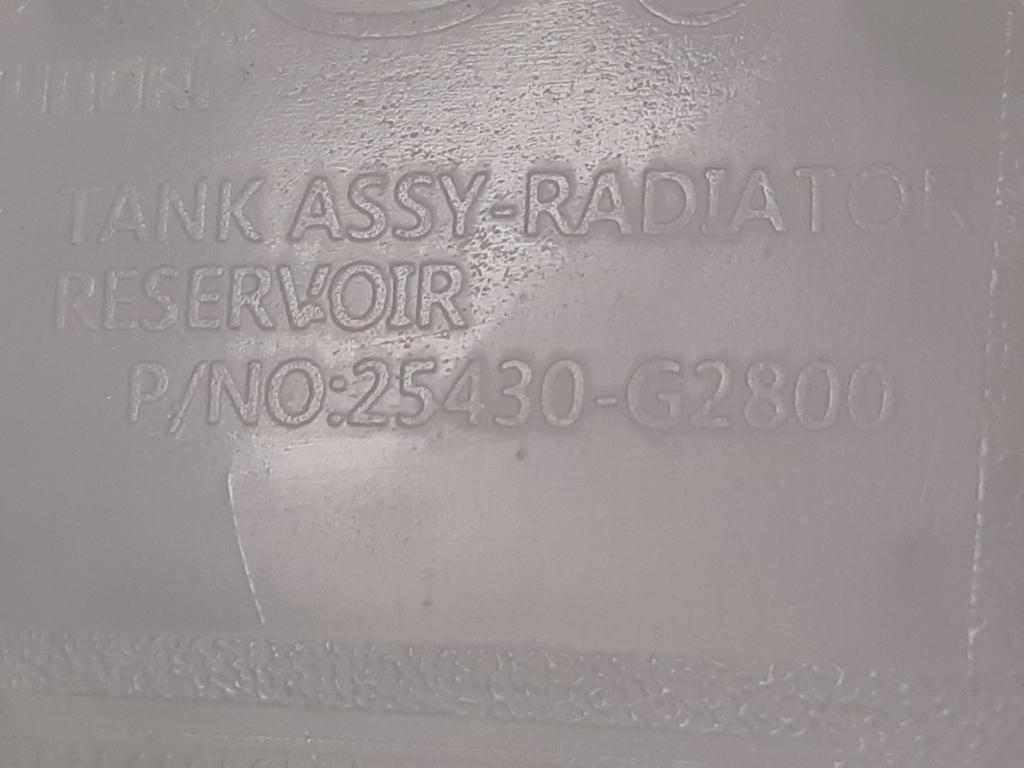 TANK ASSY-RADIATOR
RESERVOIR
P/NO:25430-G2800